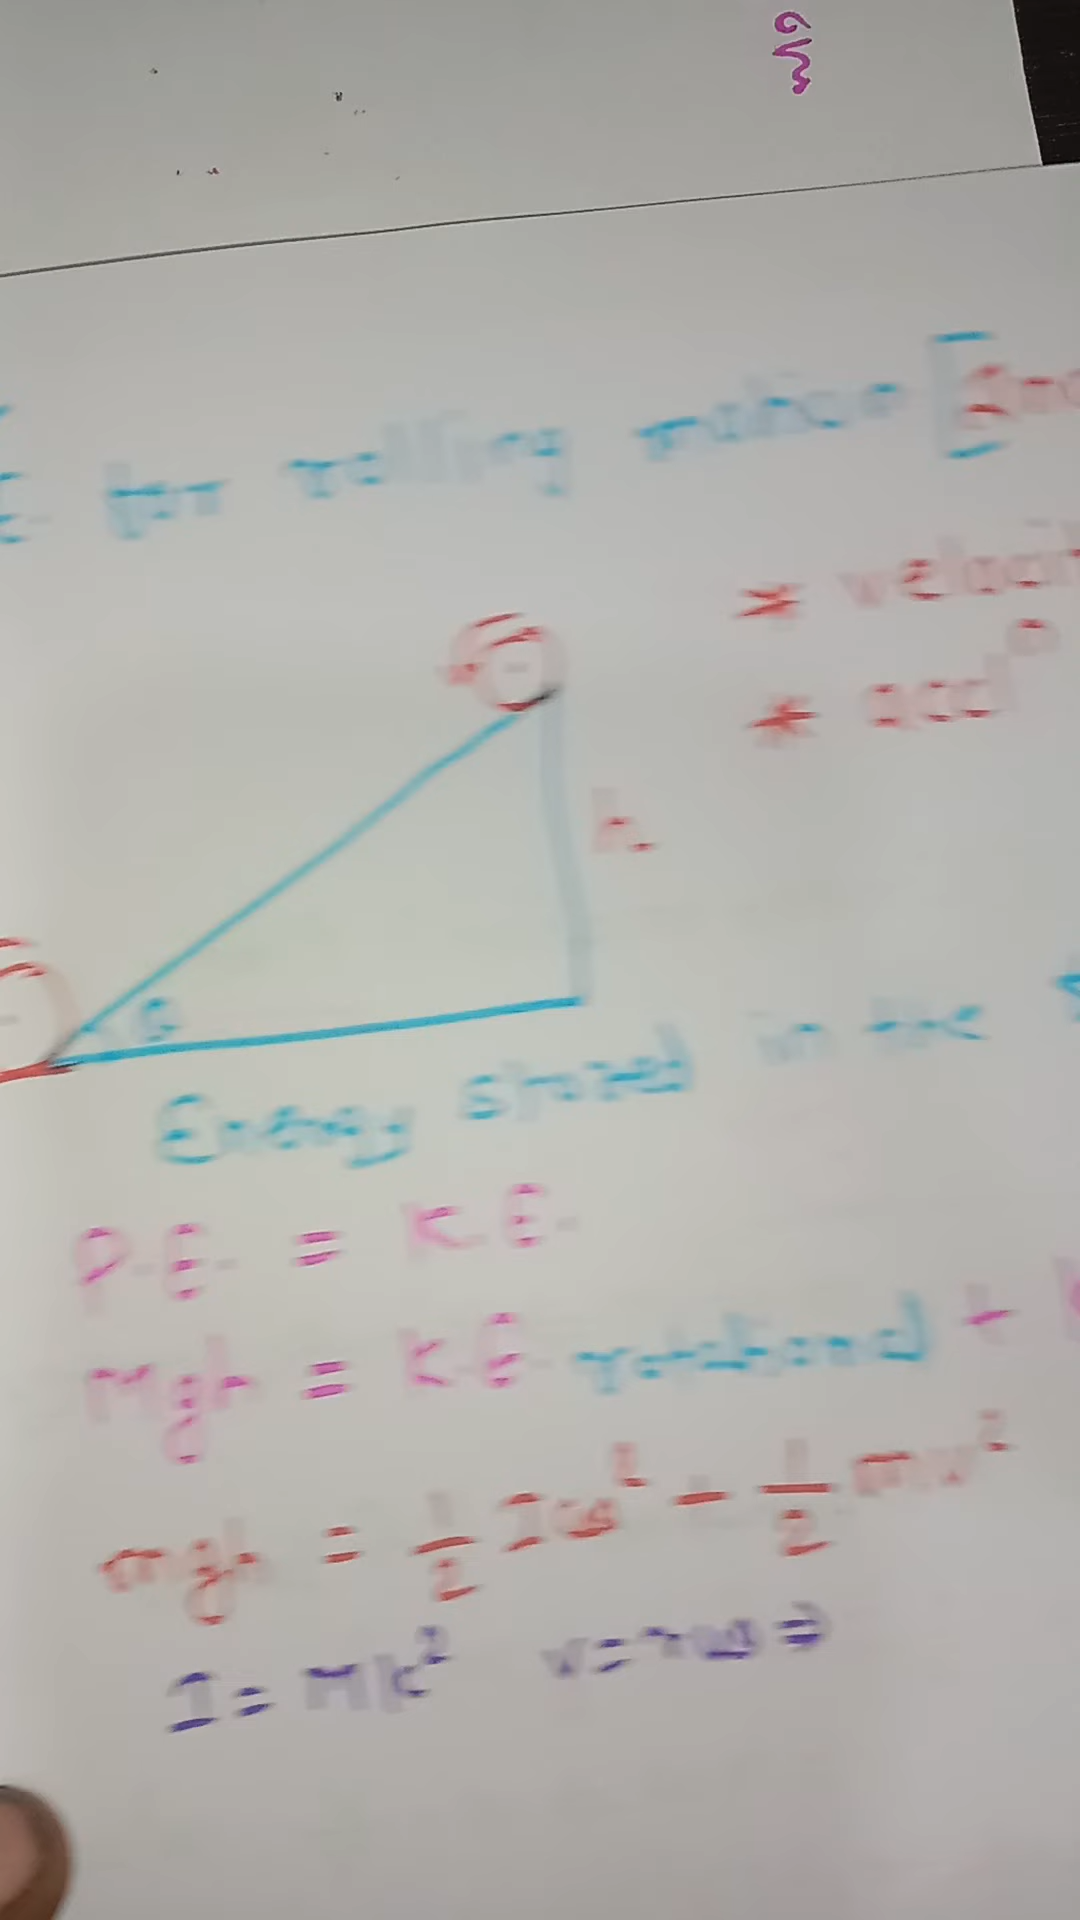 for rolling motion [
* velocit
* accln
h
θ
Energy stored in the
P.E. = K.E.
Mgh = K.E. rotational +
mgh = 1/2 Iω² + 1/2 mv²
I = MK² v = rω ⇒